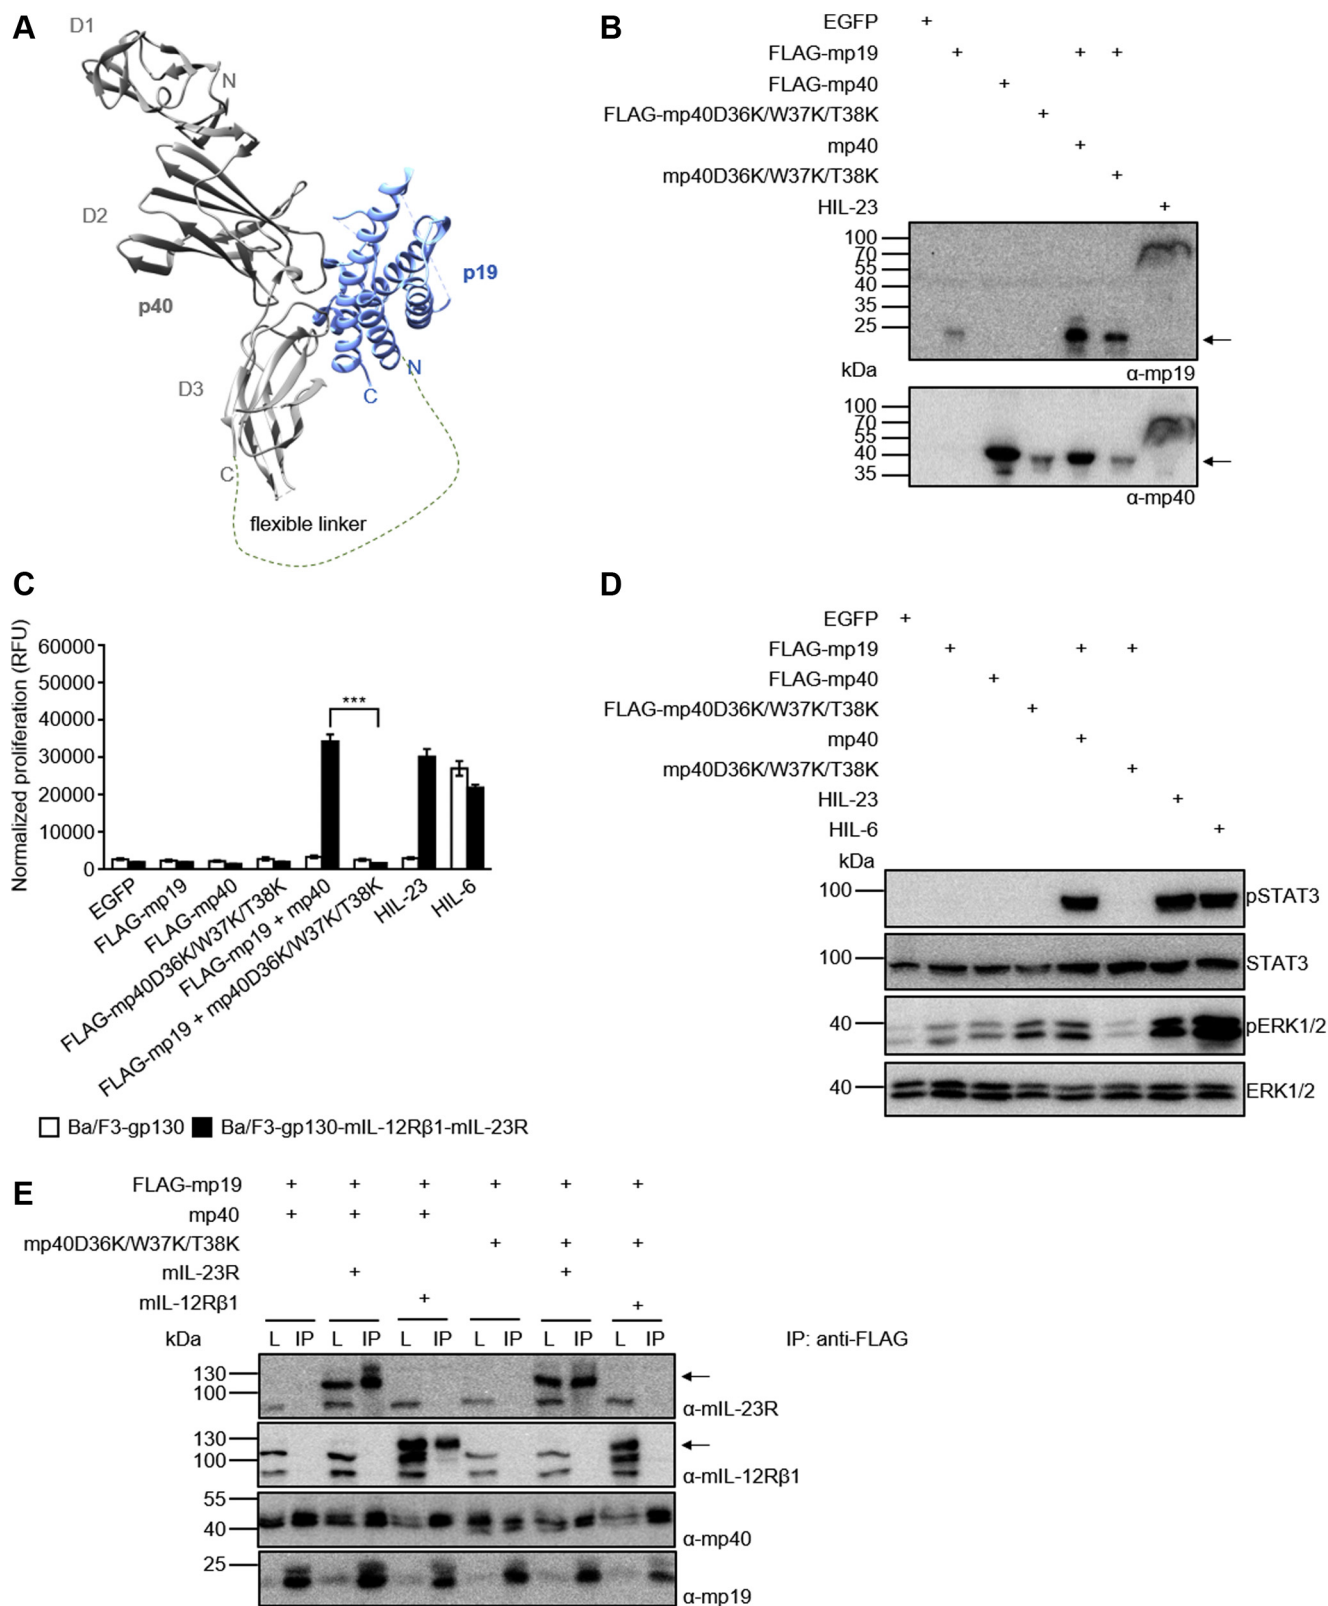 A
D1
N
D2
p40
p19
D3
N
C
C
flexible linker
B
EGFP +
FLAG-mp19 + + +
FLAG-mp40 +
FLAG-mp40D36K/W37K/T38K +
mp40 +
mp40D36K/W37K/T38K +
HIL-23 +
100
70
55
40
35
25
kDa
α-mp19
100
70
55
40
35
α-mp40
C
Normalized proliferation (RFU)
60000
50000
40000
30000
20000
10000
0
***
EGFP
FLAG-mp19
FLAG-mp40
FLAG-mp40D36K/W37K/T38K
FLAG-mp19 + mp40
FLAG-mp19 + mp40D36K/W37K/T38K
HIL-23
HIL-6
Ba/F3-gp130 Ba/F3-gp130-mIL-12Rβ1-mIL-23R
D
EGFP +
FLAG-mp19 + + +
FLAG-mp40 +
FLAG-mp40D36K/W37K/T38K +
mp40 +
mp40D36K/W37K/T38K +
HIL-23 +
HIL-6 +
kDa
100 pSTAT3
100 STAT3
40 pERK1/2
40 ERK1/2
E
FLAG-mp19 + + + + + +
mp40 + + +
mp40D36K/W37K/T38K + + +
mIL-23R + +
mIL-12Rβ1 + +
kDa L IP L IP L IP L IP L IP L IP IP: anti-FLAG
130
100
α-mIL-23R
130
100
α-mIL-12Rβ1
55
40
α-mp40
25
α-mp19